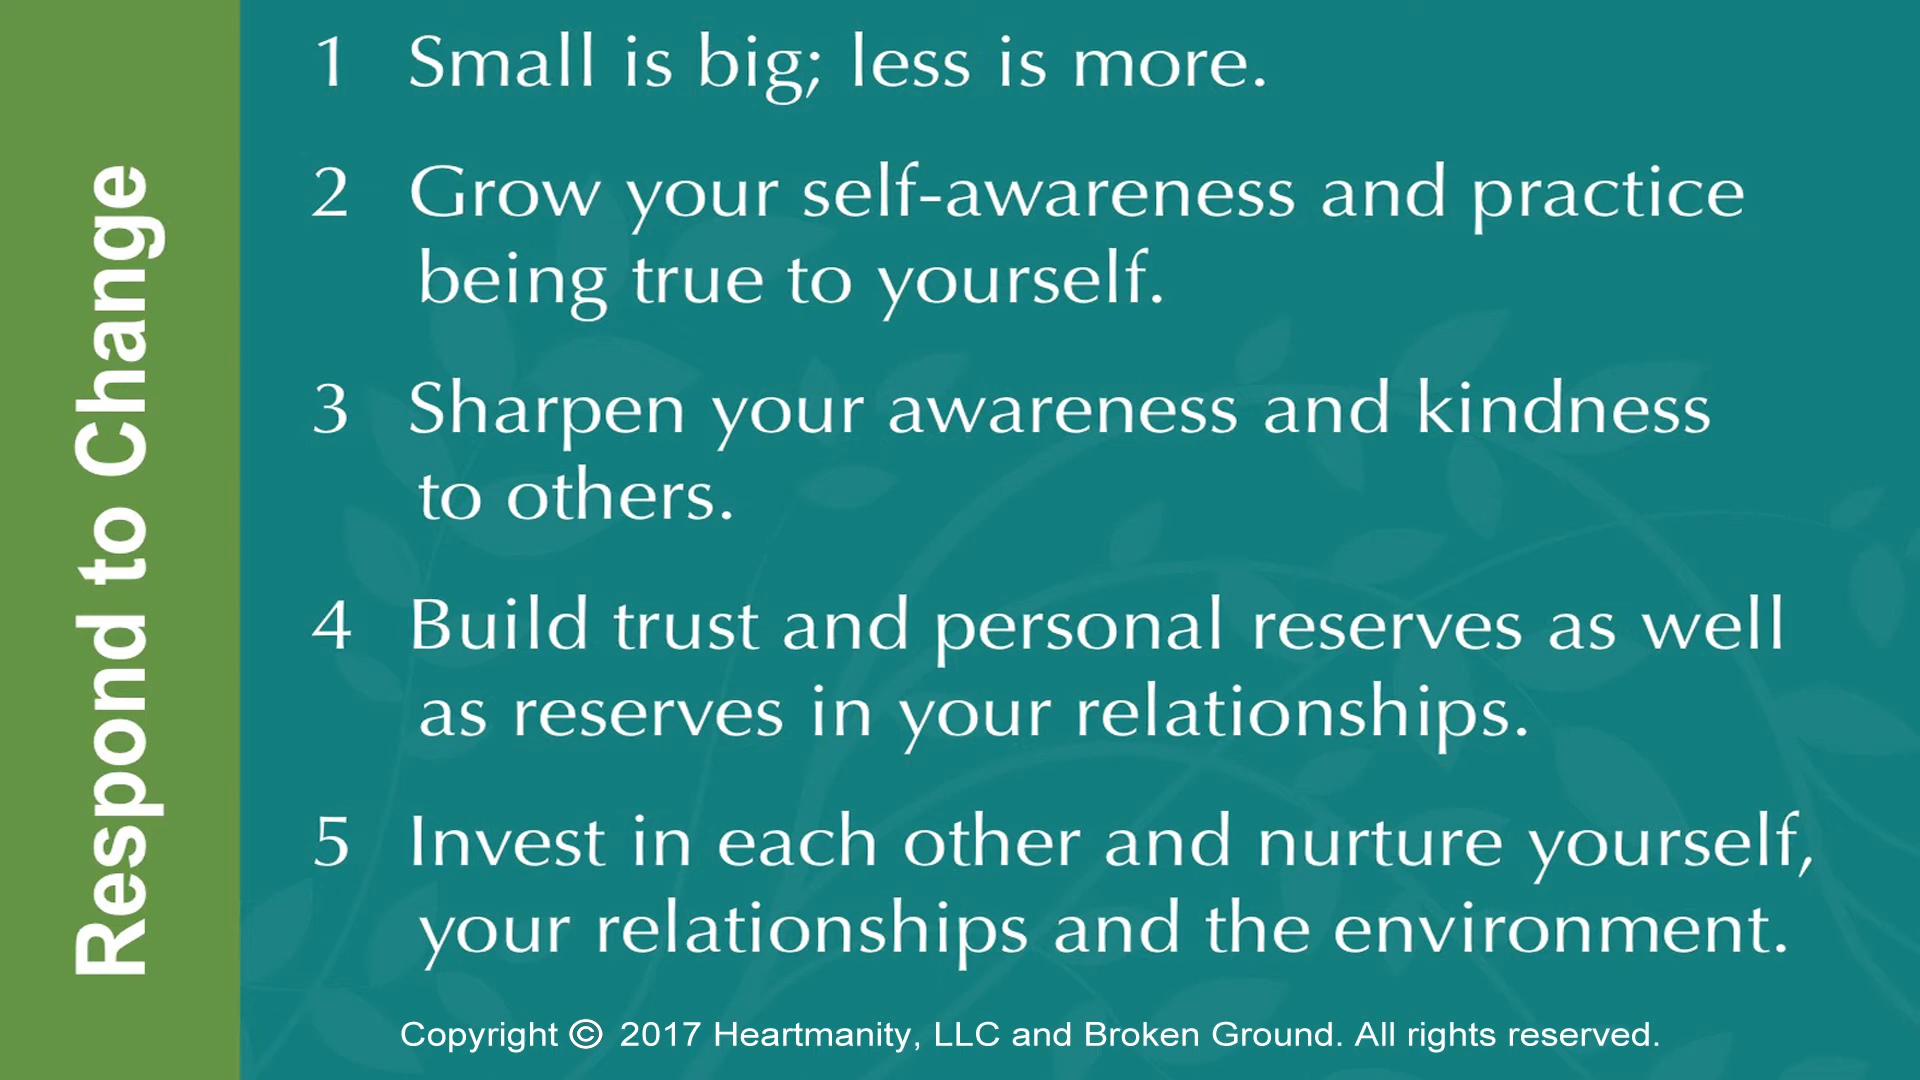 Respond to Change
1 Small is big; less is more.
2 Grow your self-awareness and practice
being true to yourself.
3 Sharpen your awareness and kindness
to others.
4 Build trust and personal reserves as well
as reserves in your relationships.
5 Invest in each other and nurture yourself,
your relationships and the environment.
Copyright © 2017 Heartmanity, LLC and Broken Ground. All rights reserved.